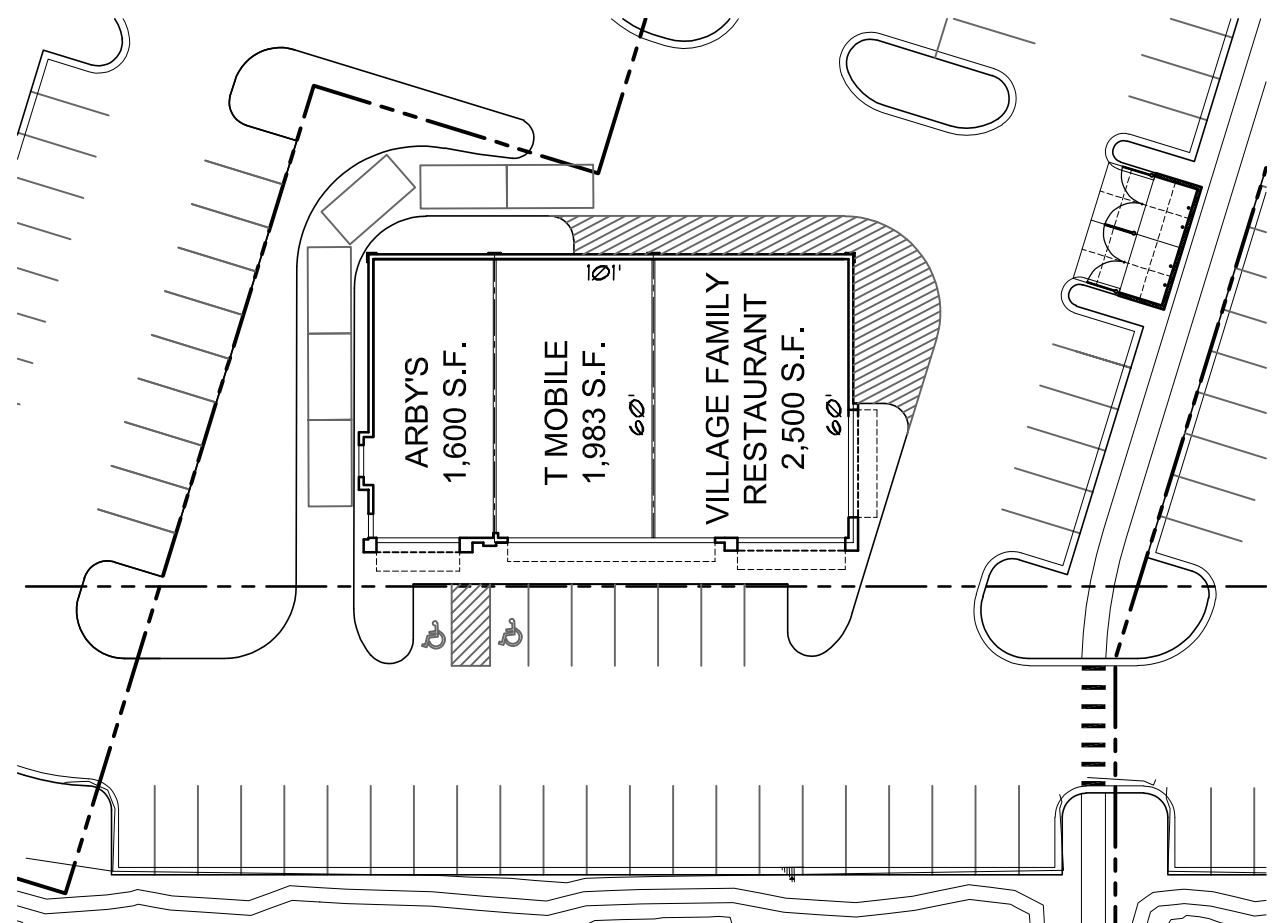 101'
ARBY'S
1,600 S.F.
T MOBILE
1,983 S.F.
60'
VILLAGE FAMILY
RESTAURANT
2,500 S.F.
60'